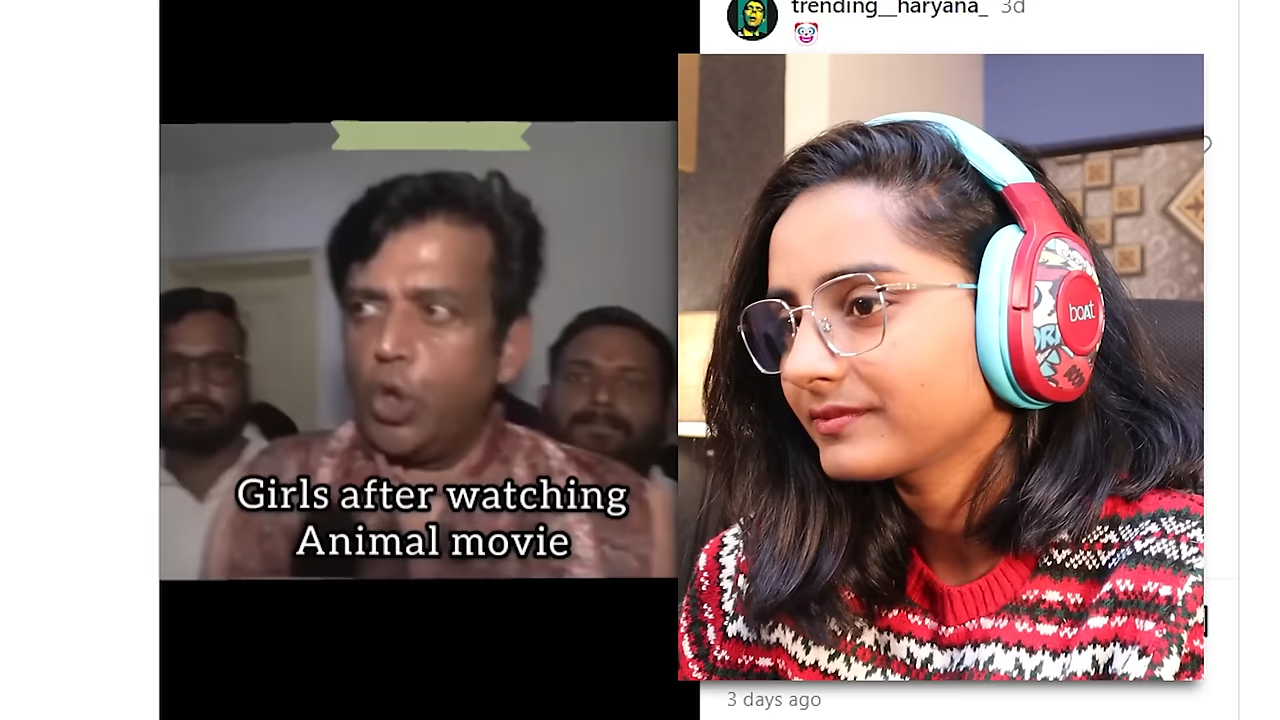 trending__haryana_ 3d
Girls after watching
Animal movie
boAt
3 days ago